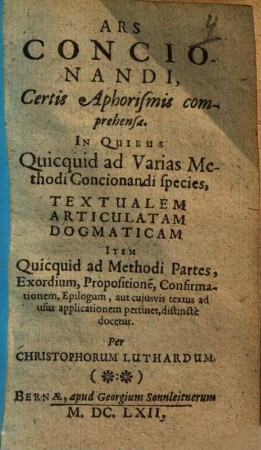 4
ARS
CONCIO-
NANDI,
Certis Aphorismis com-
prehensa.
IN QUIBUS
Quicquid ad Varias Me-
thodi Concionandi species,
TEXTUALEM
ARTICULATAM
DOGMATICAM
ITEM
Quicquid ad Methodi Partes,
Exordium, Propositionē, Confirma-
tionem, Epilogum, aut cujusvis textus ad
usus applicationem pertinet, distinctè
docetur.
Per
CHRISTOPHORUM LUTHARDUM.
(:*:)
BERNÆ, apud Georgium Sonnleitnerum
M. DC. LXII.